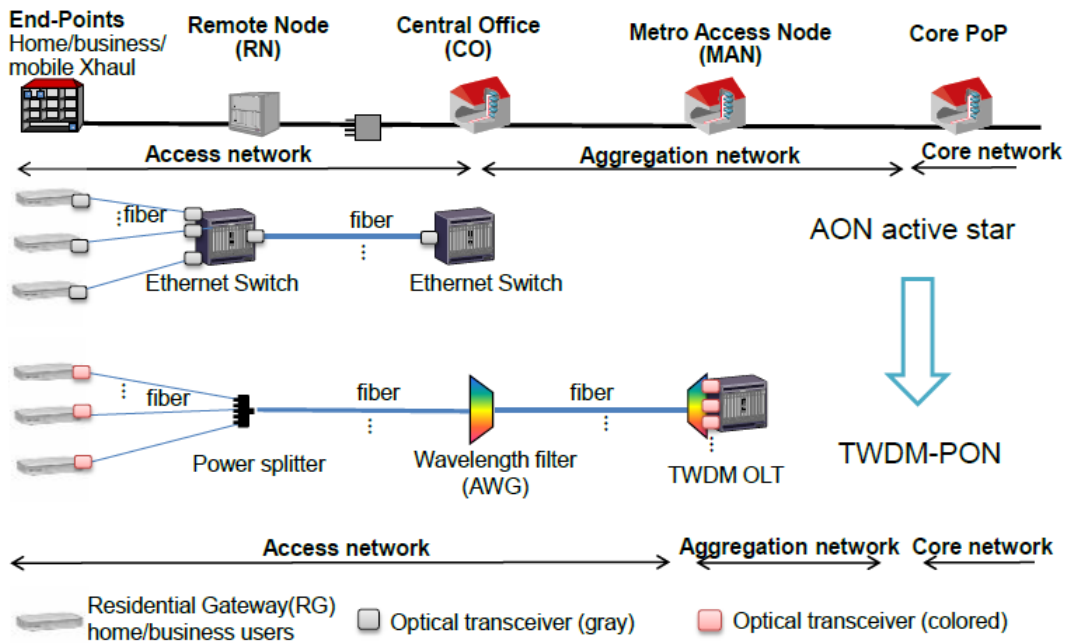 End-Points
Home/business/
mobile Xhaul
Remote Node
(RN)
Central Office
(CO)
Metro Access Node
(MAN)
Core PoP
Access network
Aggregation network
Core network
fiber
fiber
Ethernet Switch
Ethernet Switch
AON active star
fiber
fiber
fiber
Power splitter
Wavelength filter
(AWG)
TWDM OLT
TWDM-PON
Access network
Aggregation network
Core network
Residential Gateway(RG)
home/business users
Optical transceiver (gray)
Optical transceiver (colored)